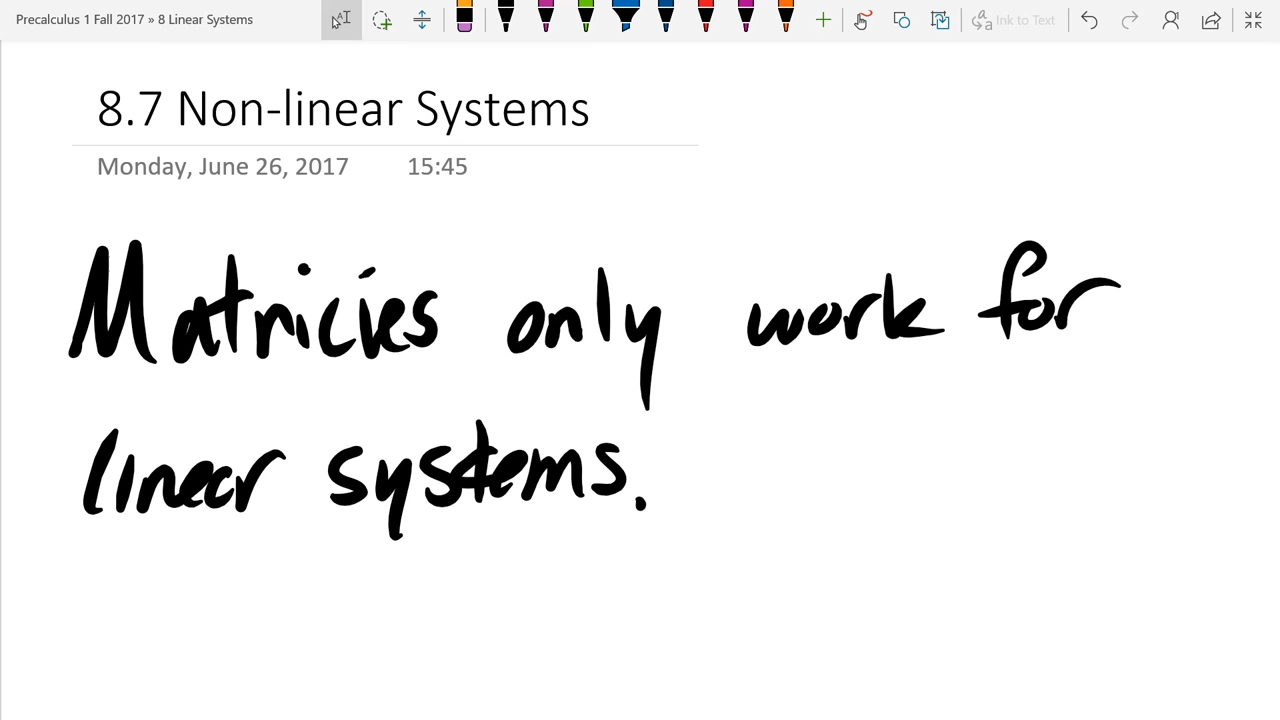 Precalculus 1 Fall 2017 » 8 Linear Systems
Ink to Text
8.7 Non-linear Systems
Monday, June 26, 2017 15:45
Matricies only work for
linear systems.